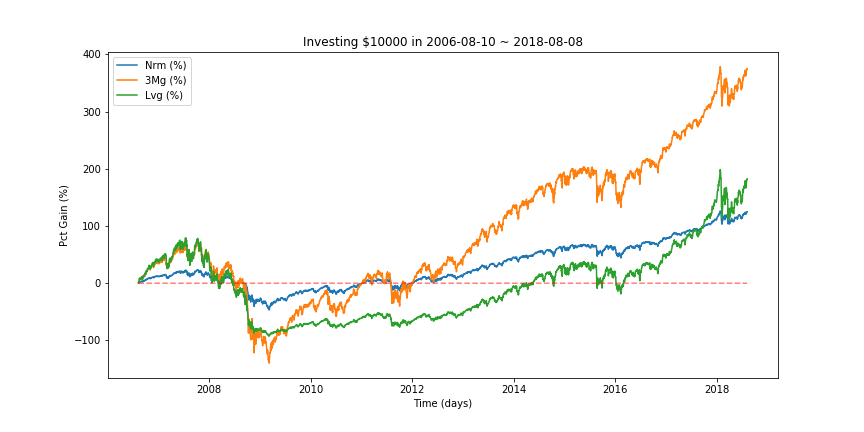 Investing $10000 in 2006-08-10 ~ 2018-08-08
Nrm (%)
3Mg (%)
Lvg (%)
Pct Gain (%)
400
300
200
100
0
−100
2008
2010
2012
2014
2016
2018
Time (days)